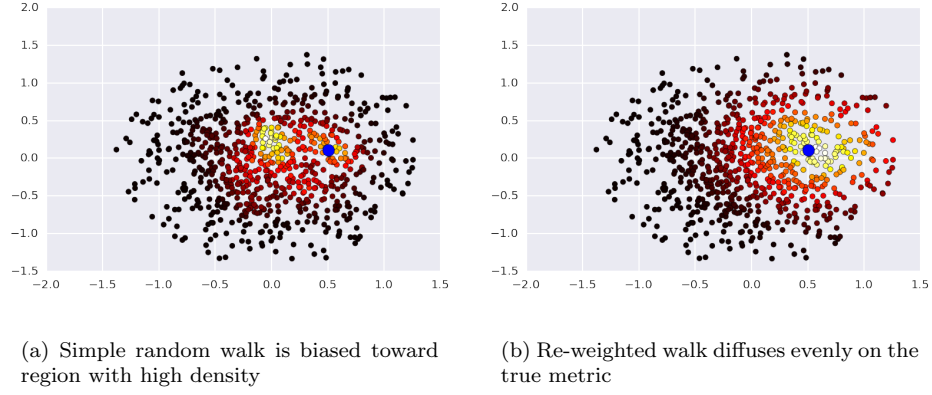 2.0
1.5
1.0
0.5
0.0
−0.5
−1.0
−1.5
−2.0 −1.5 −1.0 −0.5 0.0 0.5 1.0 1.5
(a) Simple random walk is biased toward
region with high density
2.0
1.5
1.0
0.5
0.0
−0.5
−1.0
−1.5
−2.0 −1.5 −1.0 −0.5 0.0 0.5 1.0 1.5
(b) Re-weighted walk diffuses evenly on the
true metric